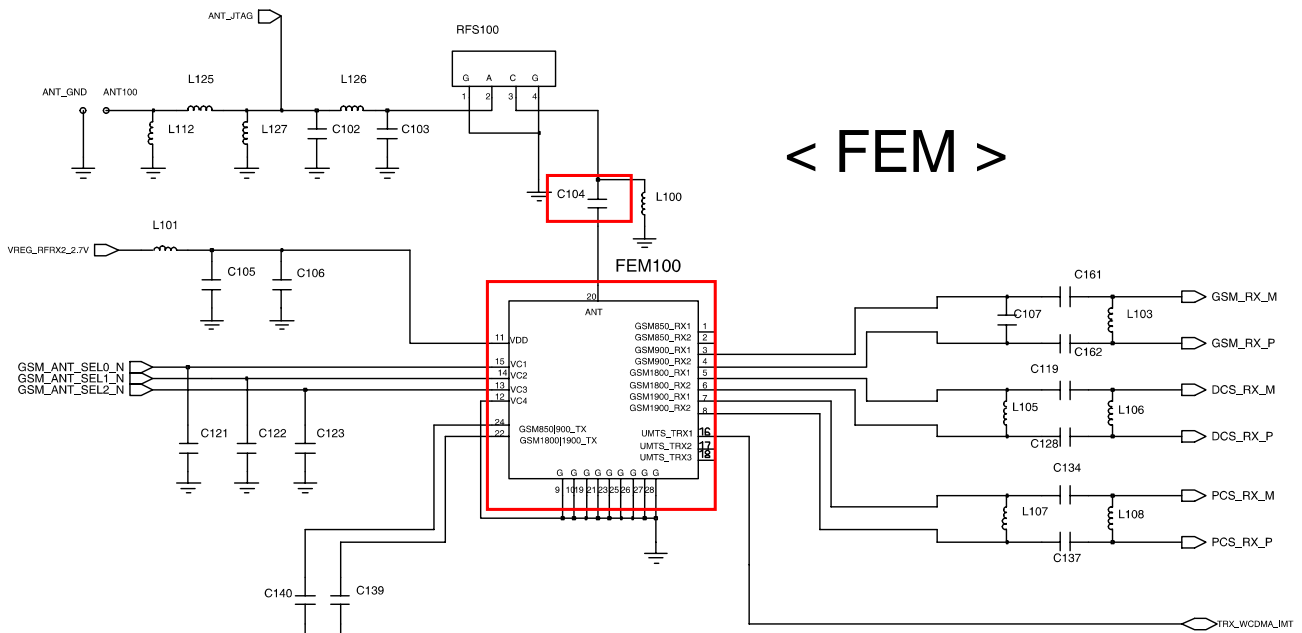 ANT_JTAG
RFS100
G A C G
1 2 3 4
L125
L126
ANT_GND
ANT100
L112
L127
C102
C103
< FEM >
C104
L100
L101
VREG_RFRX2_2.7V
C105
C106
FEM100
20
ANT
11
VDD
GSM_ANT_SEL0_N
15
VC1
GSM_ANT_SEL1_N
14
VC2
GSM_ANT_SEL2_N
13
VC3
12
VC4
24
GSM850|900_TX
22
GSM1800|1900_TX
GSM850_RX1
1
GSM850_RX2
2
GSM900_RX1
3
GSM900_RX2
4
GSM1800_RX1
5
GSM1800_RX2
6
GSM1900_RX1
7
GSM1900_RX2
8
UMTS_TRX1
16
UMTS_TRX2
17
UMTS_TRX3
18
G G G G G G G G G
9 10 19 21 23 25 26 27 28
C121
C122
C123
C140
C139
C161
GSM_RX_M
C107
L103
GSM_RX_P
C162
C119
DCS_RX_M
L105
L106
DCS_RX_P
C128
C134
PCS_RX_M
L107
L108
PCS_RX_P
C137
TRX_WCDMA_IMT